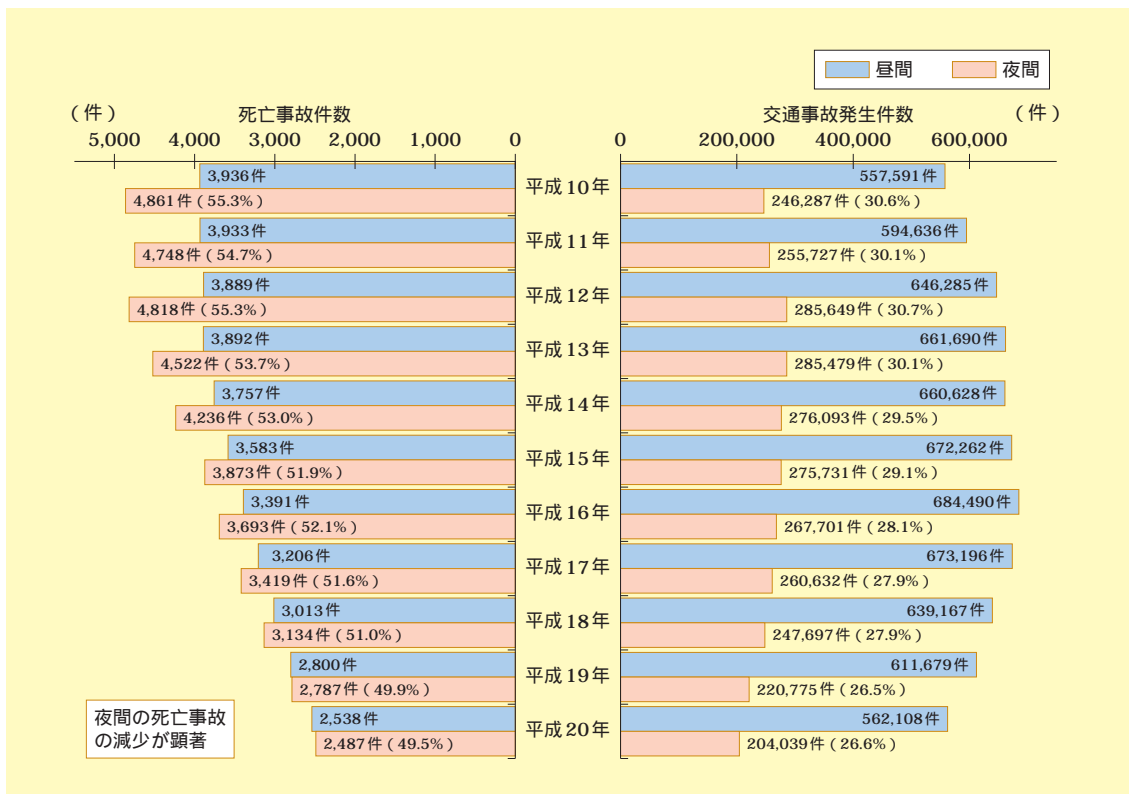 昼間 夜間
(件) 死亡事故件数 交通事故発生件数 (件)
5,000 4,000 3,000 2,000 1,000 0 0 200,000 400,000 600,000
3,936件 557,591件
平成10年
4,861件(55.3%) 246,287件(30.6%)
3,933件 594,636件
平成11年
4,748件(54.7%) 255,727件(30.1%)
3,889件 646,285件
平成12年
4,818件(55.3%) 285,649件(30.7%)
3,892件 661,690件
平成13年
4,522件(53.7%) 285,479件(30.1%)
3,757件 660,628件
平成14年
4,236件(53.0%) 276,093件(29.5%)
3,583件 672,262件
平成15年
3,873件(51.9%) 275,731件(29.1%)
3,391件 684,490件
平成16年
3,693件(52.1%) 267,701件(28.1%)
3,206件 673,196件
平成17年
3,419件(51.6%) 260,632件(27.9%)
3,013件 639,167件
平成18年
3,134件(51.0%) 247,697件(27.9%)
2,800件 611,679件
平成19年
2,787件(49.9%) 220,775件(26.5%)
2,538件 562,108件
平成20年
2,487件(49.5%) 204,039件(26.6%)
夜間の死亡事故
の減少が顕著